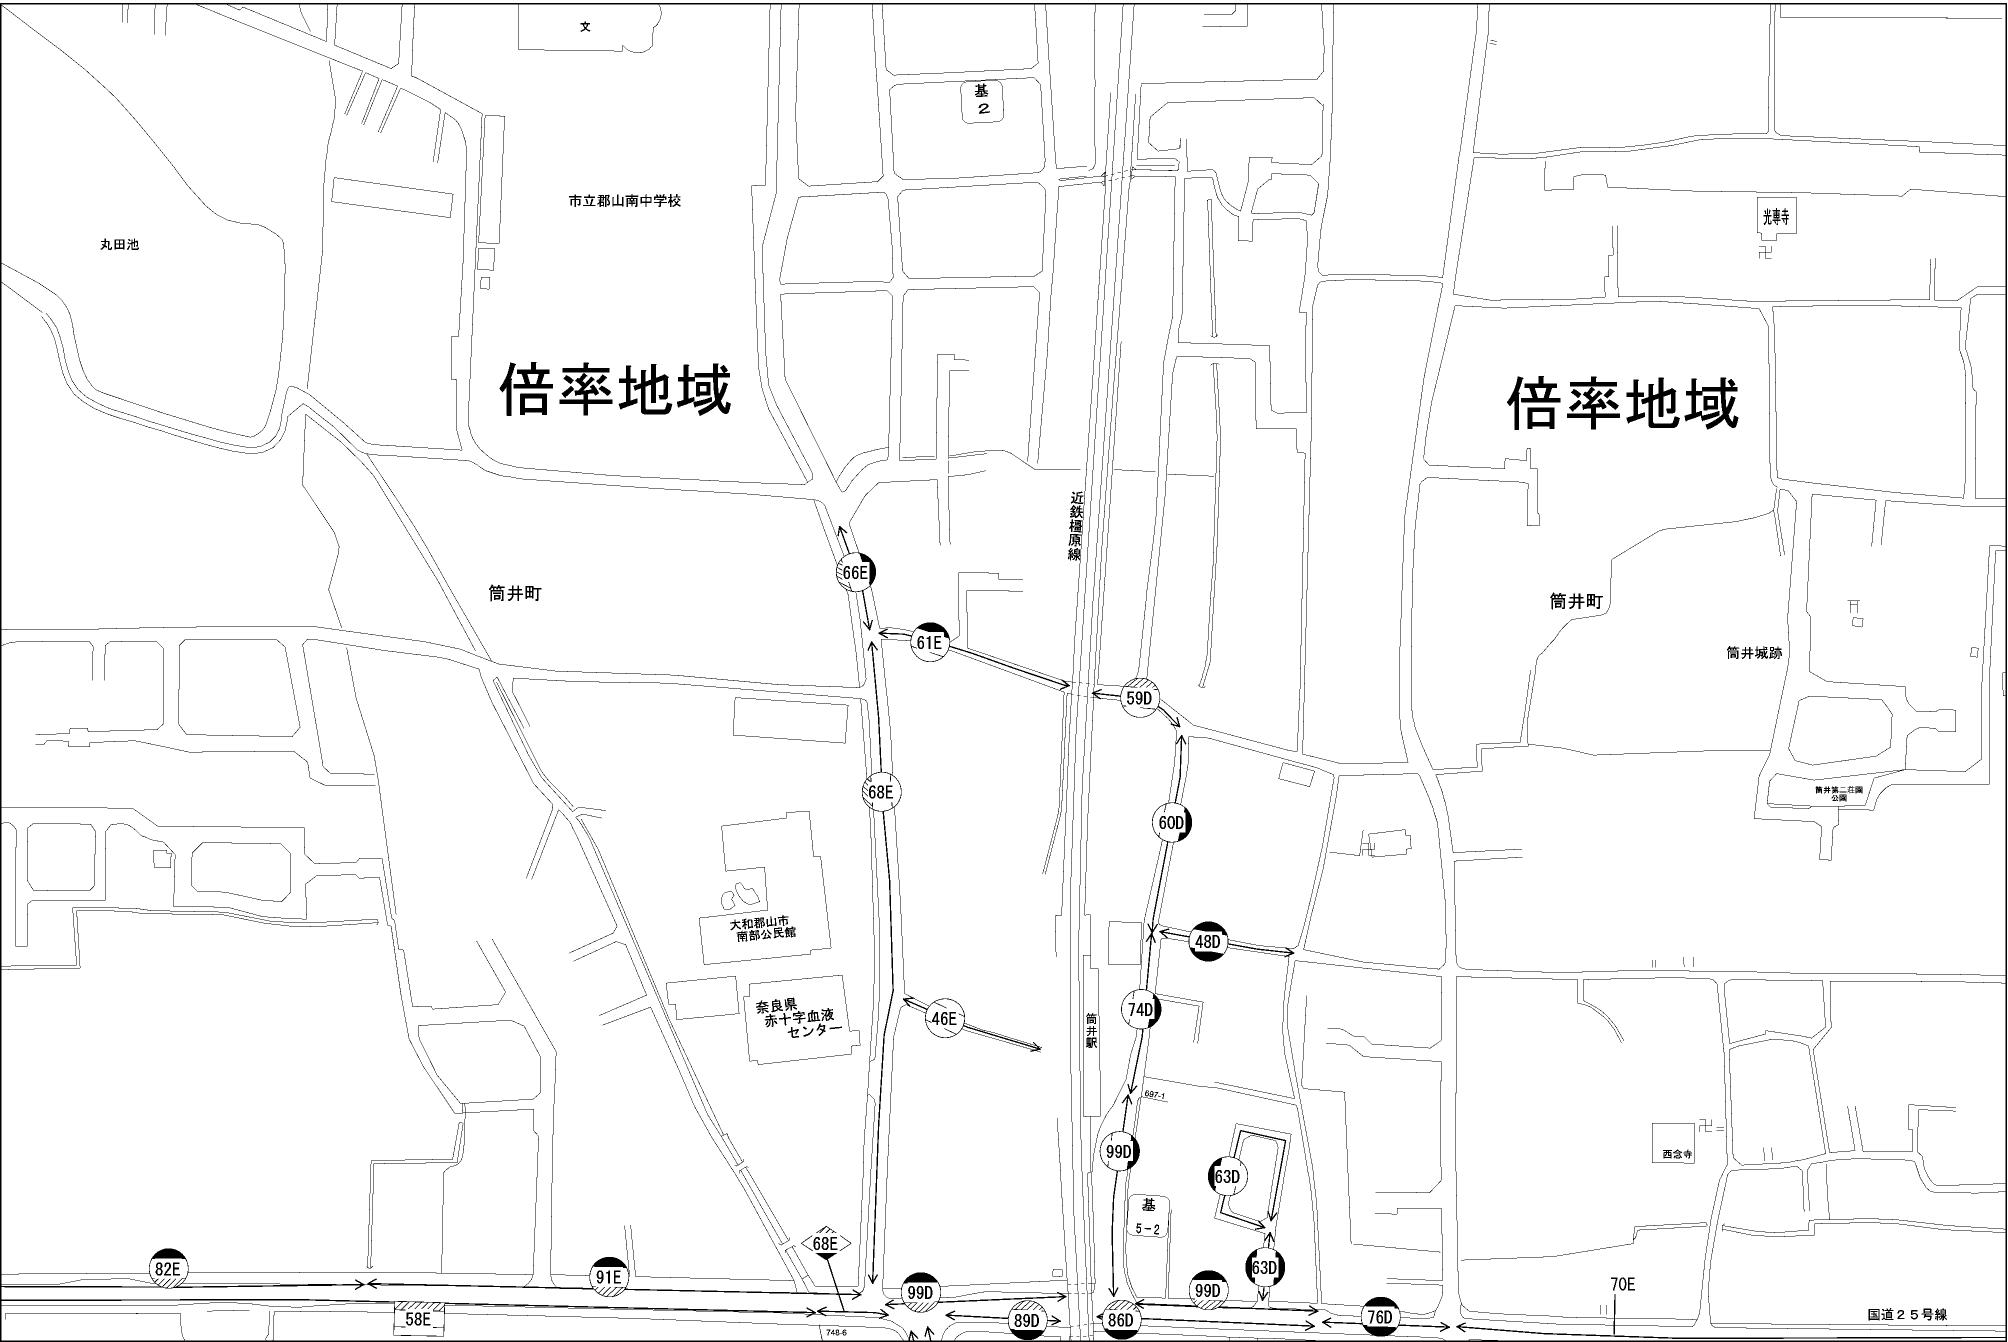 文
基
2
市立郡山南中学校
丸田池
光専寺
倍率地域
倍率地域
近鉄橿原線
66E
筒井町
筒井町
61E
筒井城跡
59D
68E
筒井第二荘園
公園
60D
大和郡山市
南部公民館
48D
奈良県
赤十字血液
センター
74D
46E
筒井駅
697-1
99D
西念寺
63D
基
5-2
68E
82E
91E
63D
99D
99D
70E
58E
89D
86D
76D
国道25号線
748-6